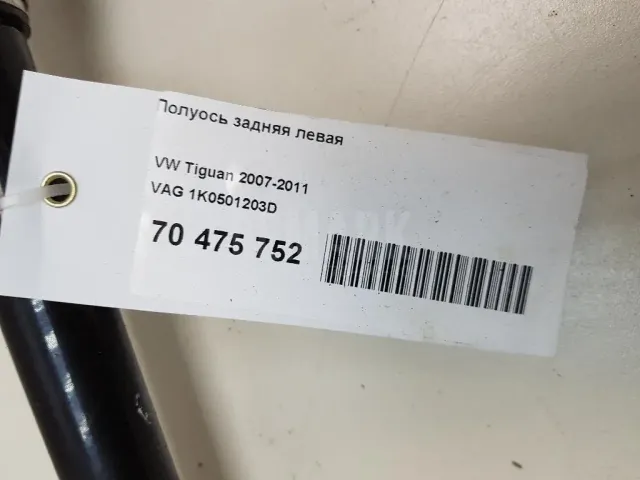 Полуось задняя левая
VW Tiguan 2007-2011
VAG 1K0501203D
70 475 752